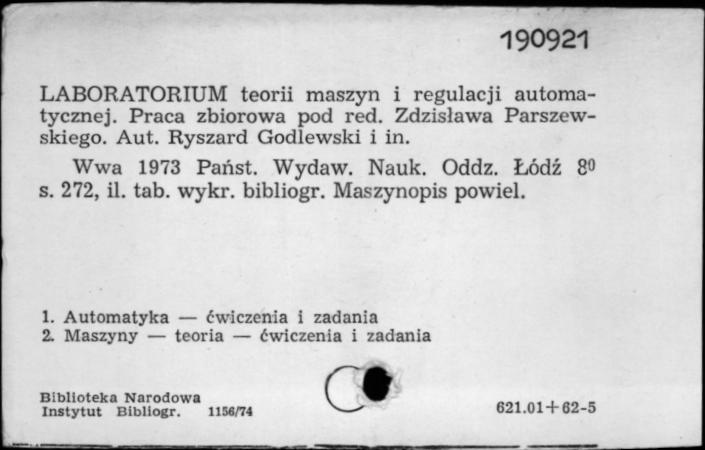 190921
LABORATORIUM teorii maszyn i regulacji automa-
tycznej. Praca zbiorowa pod red. Zdzisława Parszew-
skiego. Aut. Ryszard Godlewski i in.
Wwa 1973 Państ. Wydaw. Nauk. Oddz. Łódź 8⁰
s. 272, il. tab. wykr. bibliogr. Maszynopis powiel.
1. Automatyka — ćwiczenia i zadania
2. Maszyny — teoria — ćwiczenia i zadania
Biblioteka Narodowa
Instytut Bibliogr. 1156/74
621.01+62-5